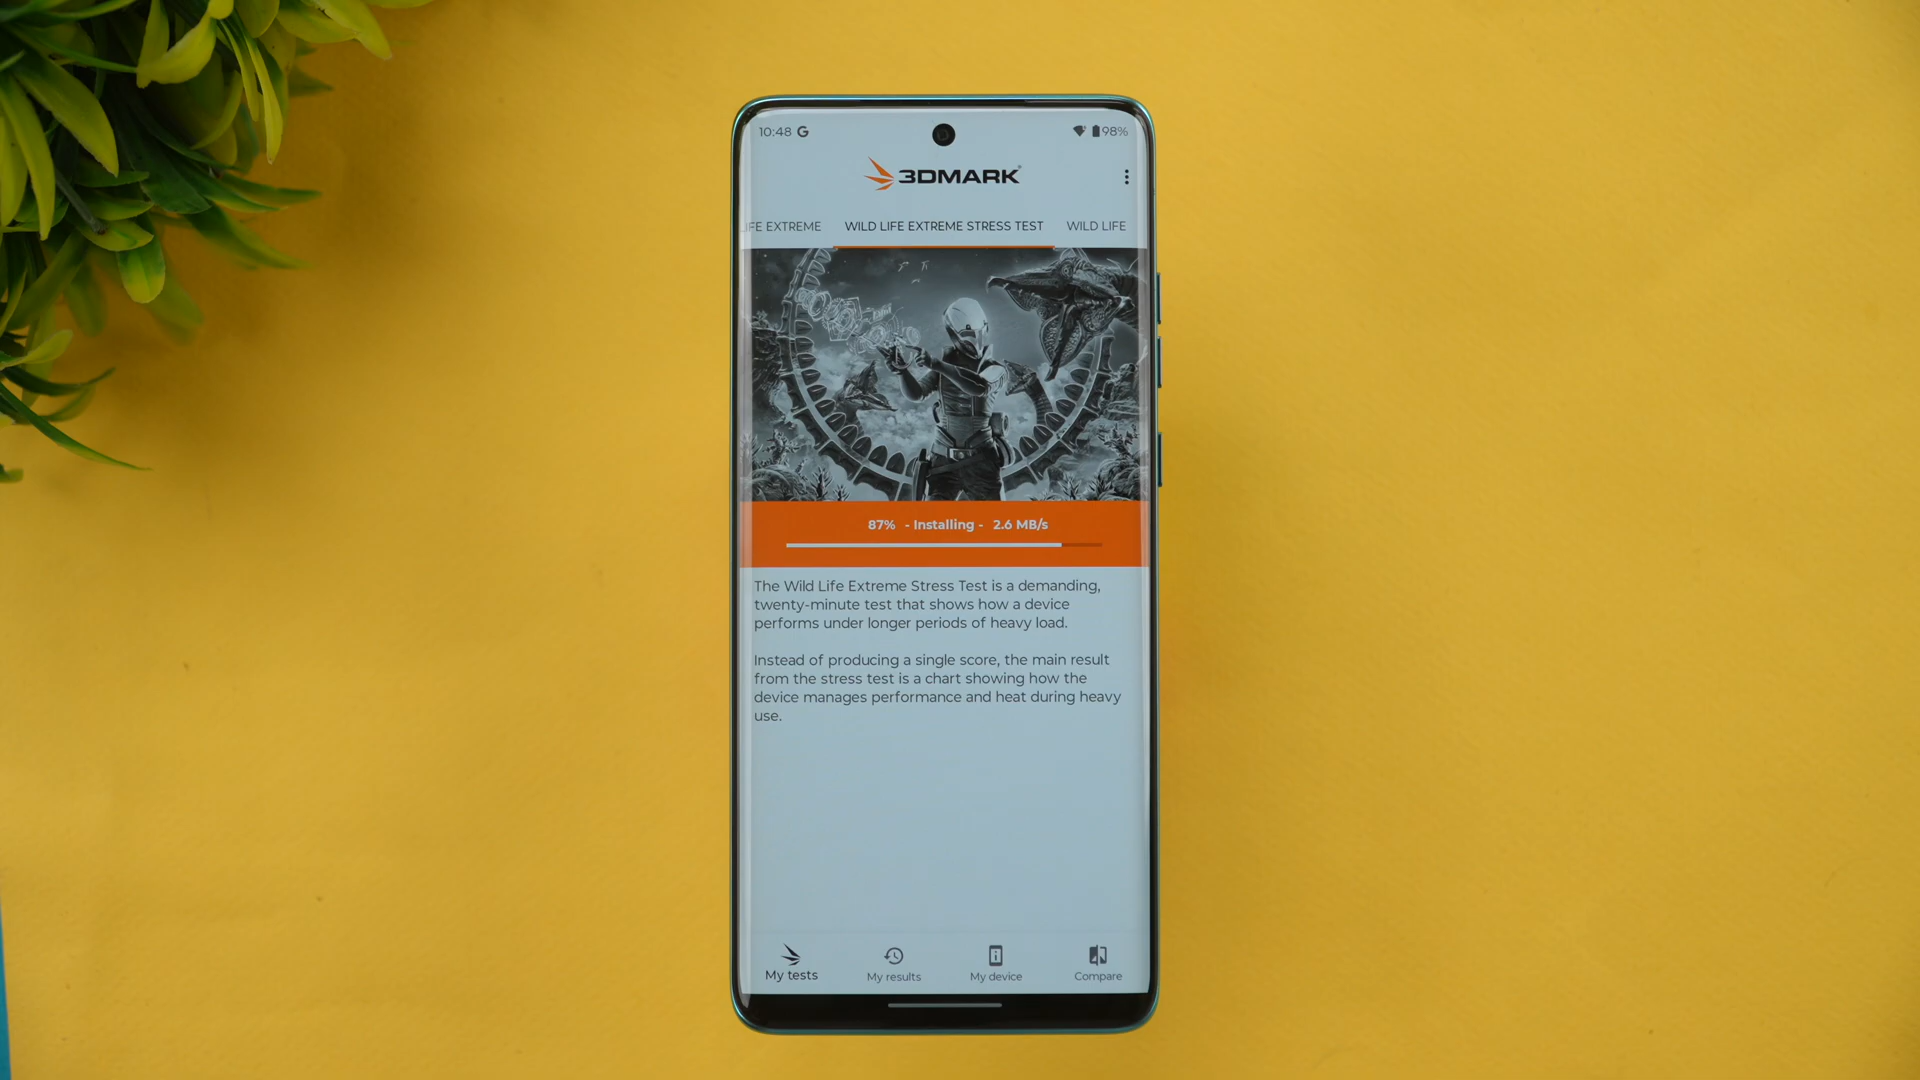 10:48 G
98%
3DMARK
IFE EXTREME
WILD LIFE EXTREME STRESS TEST
WILD LIFE
87% - Installing - 2.6 MB/s
The Wild Life Extreme Stress Test is a demanding,
twenty-minute test that shows how a device
performs under longer periods of heavy load.
Instead of producing a single score, the main result
from the stress test is a chart showing how the
device manages performance and heat during heavy
use.
My tests
My results
My device
Compare